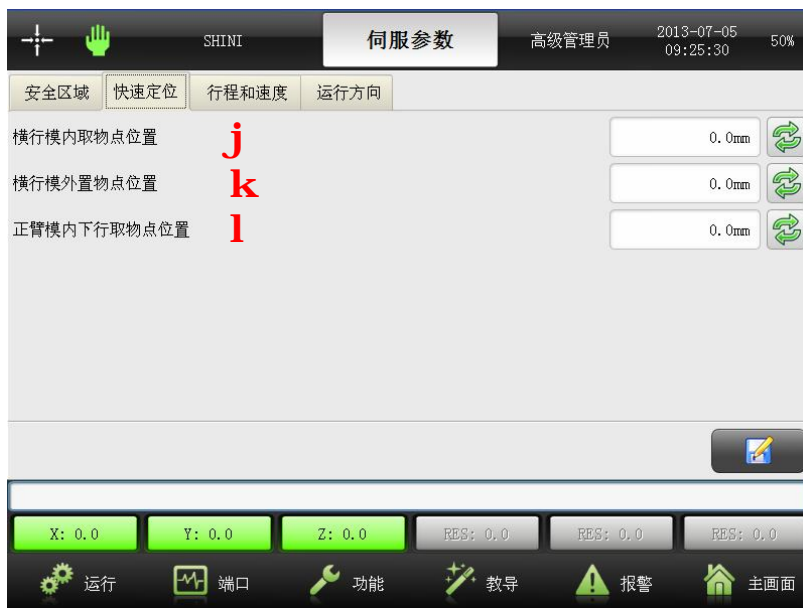 SHINI 伺服参数 高级管理员 2013-07-05 09:25:30 50%
安全区域 快速定位 行程和速度 运行方向
横行模内取物点位置 j 0.0mm
横行模外置物点位置 k 0.0mm
正臂模内下行取物点位置 l 0.0mm
X: 0.0 Y: 0.0 Z: 0.0 RES: 0.0 RES: 0.0 RES: 0.0
运行 端口 功能 教导 报警 主画面